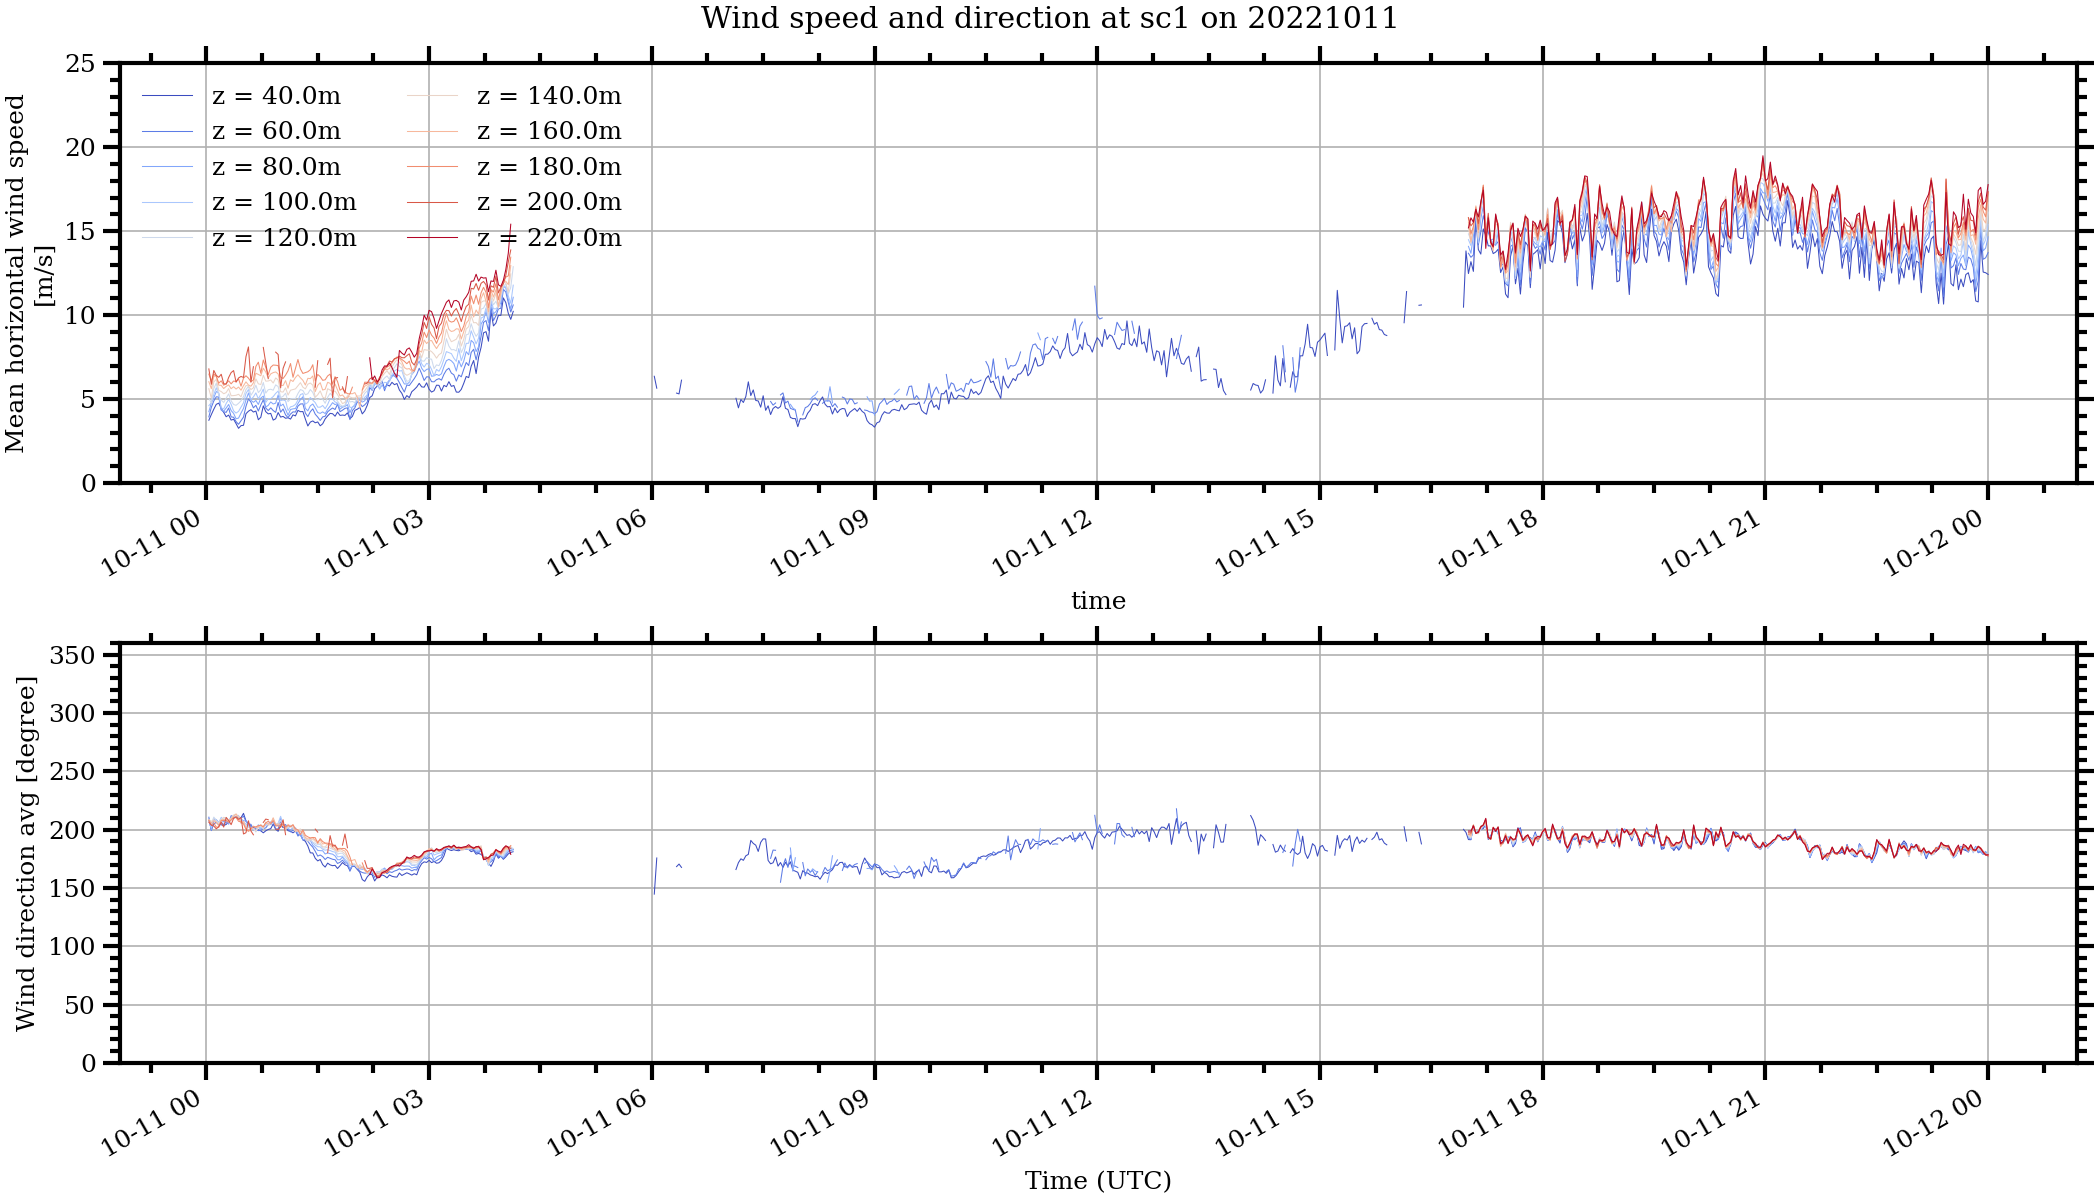 Wind speed and direction at sc1 on 20221011
Mean horizontal wind speed
[m/s]
25
20
15
10
5
0
z = 40.0m
z = 60.0m
z = 80.0m
z = 100.0m
z = 120.0m
z = 140.0m
z = 160.0m
z = 180.0m
z = 200.0m
z = 220.0m
10-11 00
10-11 03
10-11 06
10-11 09
10-11 12
10-11 15
10-11 18
10-11 21
10-12 00
time
Wind direction avg [degree]
350
300
250
200
150
100
50
0
10-11 00
10-11 03
10-11 06
10-11 09
10-11 12
10-11 15
10-11 18
10-11 21
10-12 00
Time (UTC)